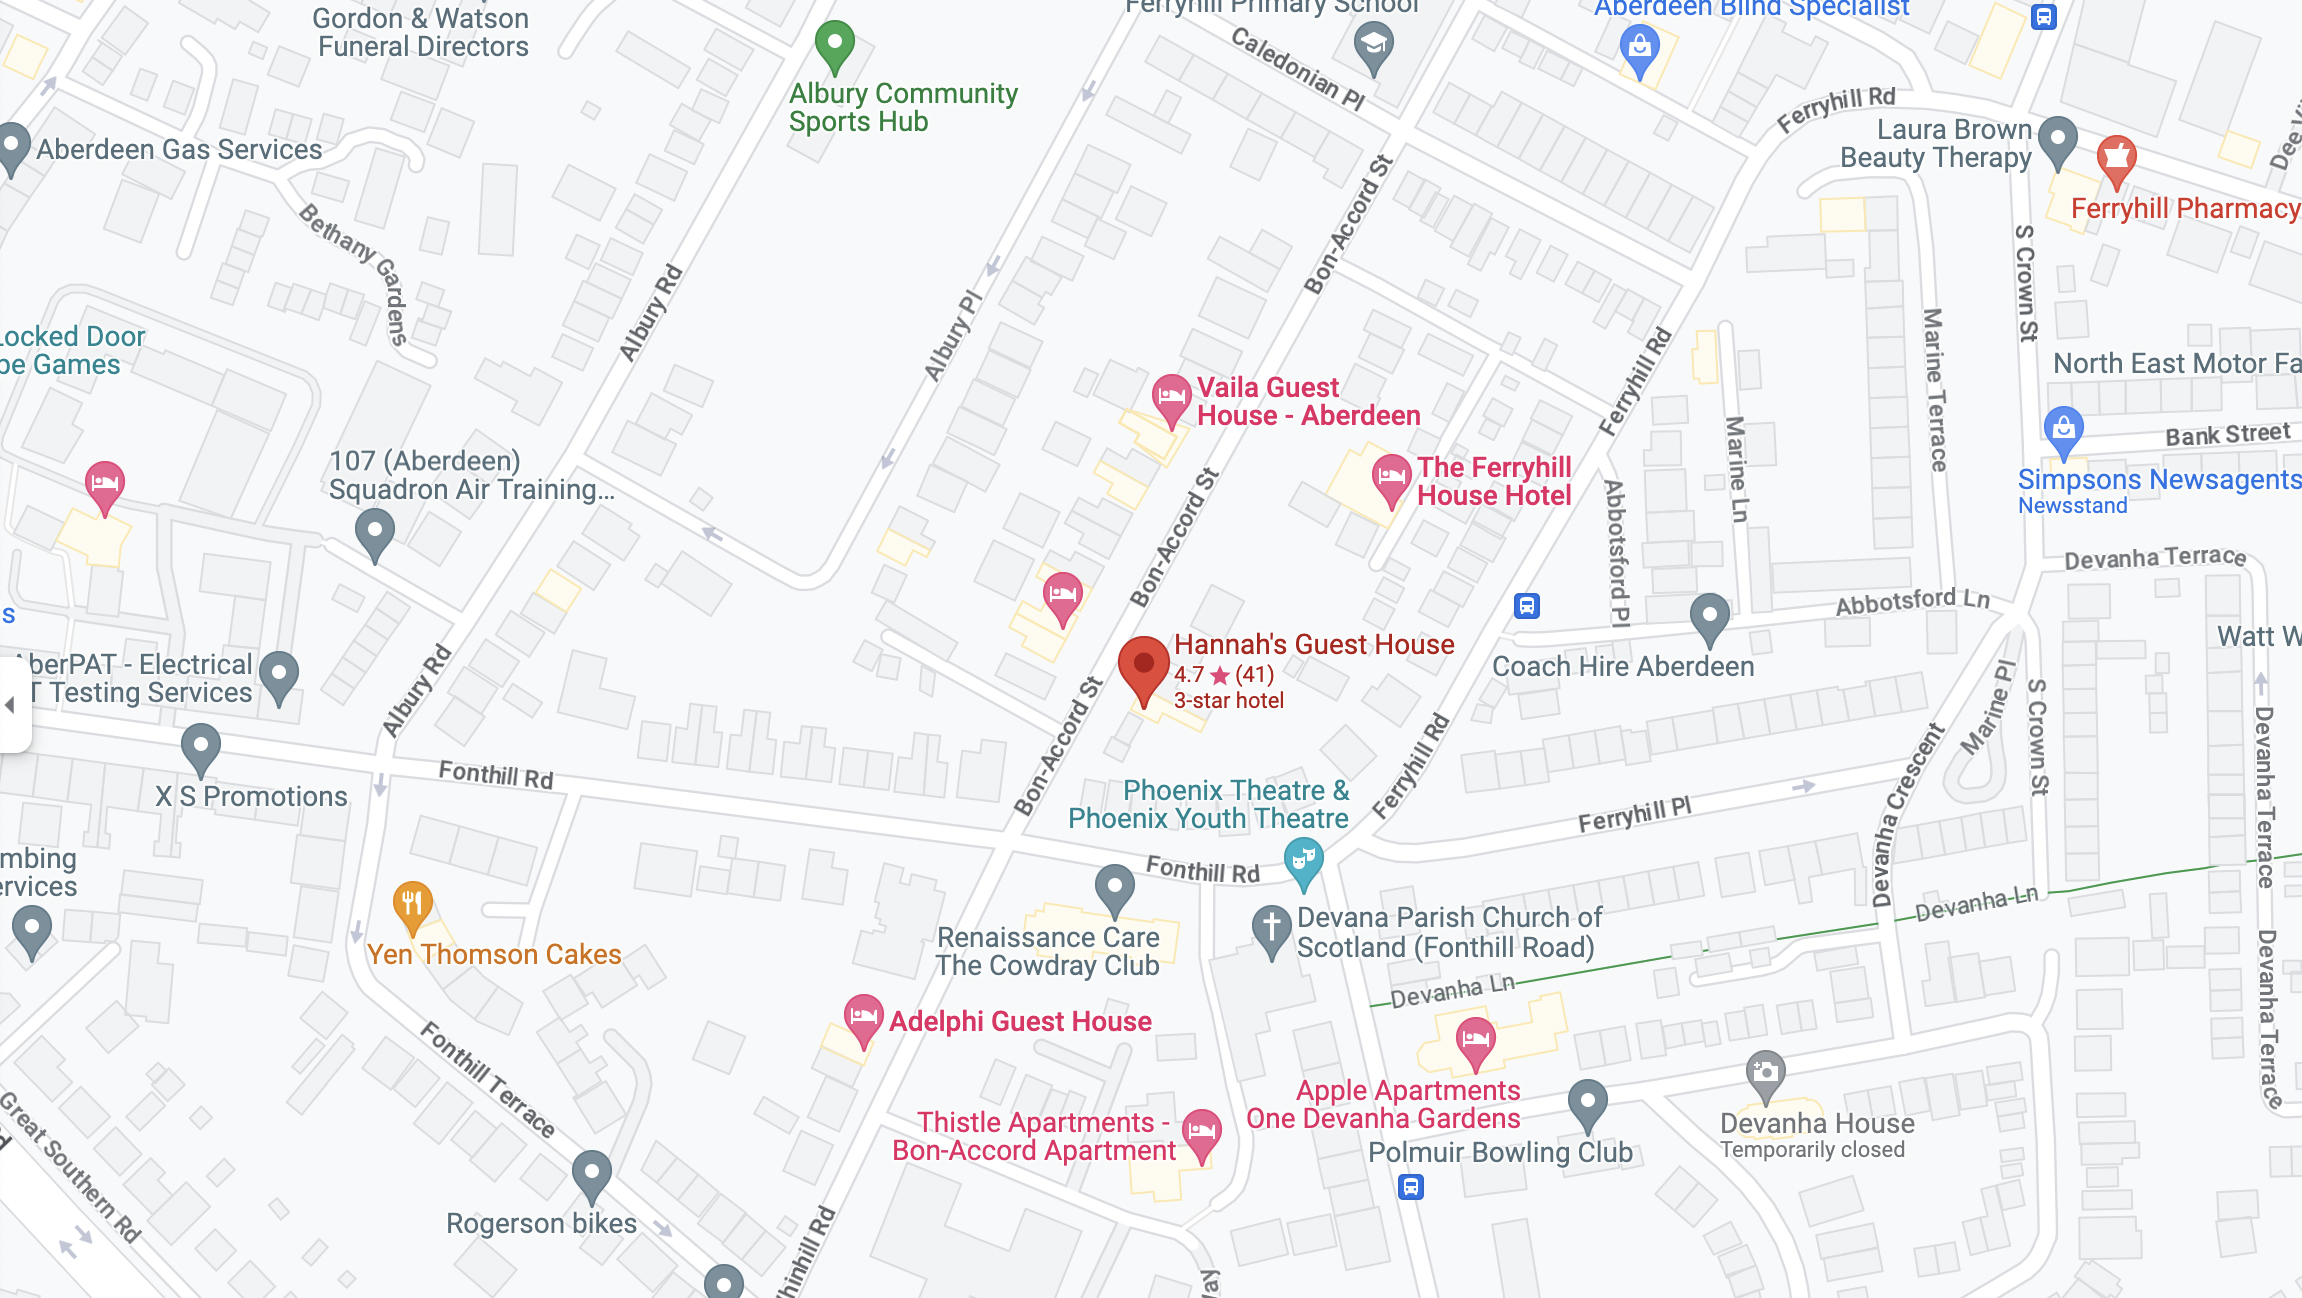 Gordon & Watson
Funeral Directors
Ferryhill Primary School
Aberdeen Blind Specialist
Albury Community
Sports Hub
Caledonian Pl
Ferryhill Rd
Aberdeen Gas Services
Laura Brown
Beauty Therapy
Ferryhill Pharmacy
Bethany Gardens
Albury Rd
Albury Pl
Bon-Accord St
S Crown St
Locked Door
pe Games
Ferryhill Rd
Marine Terrace
North East Motor Fa
Vaila Guest
House - Aberdeen
Marine Ln
Bank Street
107 (Aberdeen)
Squadron Air Training...
The Ferryhill
House Hotel
Simpsons Newsagents
Newsstand
Bon-Accord St
Abbotsford Pl
Devanha Terrace
Abbotsford Ln
s
AberPAT - Electrical
T Testing Services
Albury Rd
Hannah's Guest House
4.7 ★ (41)
3-star hotel
Coach Hire Aberdeen
Watt W
Bon-Accord St
Marine Pl
S Crown St
Fonthill Rd
X S Promotions
Phoenix Theatre &
Phoenix Youth Theatre
Ferryhill Rd
Ferryhill Pl
Devanha Crescent
Devanha Terrace
mbing
ervices
Fonthill Rd
Devanha Ln
Yen Thomson Cakes
Renaissance Care
The Cowdray Club
Devana Parish Church of
Scotland (Fonthill Road)
Devanha Ln
Devanha Terrace
Adelphi Guest House
Fonthill Terrace
Apple Apartments
One Devanha Gardens
Thistle Apartments -
Bon-Accord Apartment
Polmuir Bowling Club
Devanha House
Temporarily closed
Great Southern Rd
Rogerson bikes
hinhill Rd